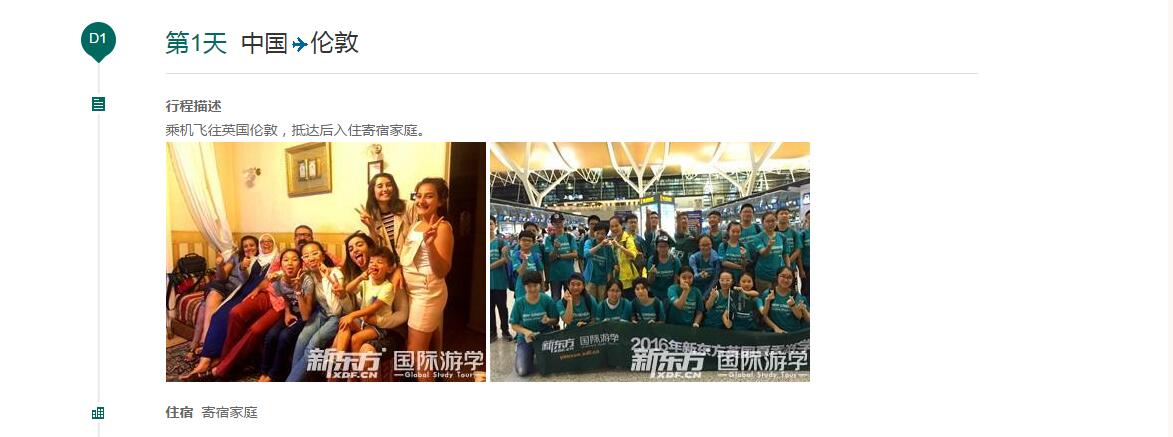 D1
第1天 中国 伦敦
行程描述
乘机飞往英国伦敦，抵达后入住寄宿家庭。
新东方 国际游学
XDF.CN Global Study Tour
新东方 国际游学
2016年新东方英国
新东方 国际游学
XDF.CN Global Study Tour
住宿 寄宿家庭